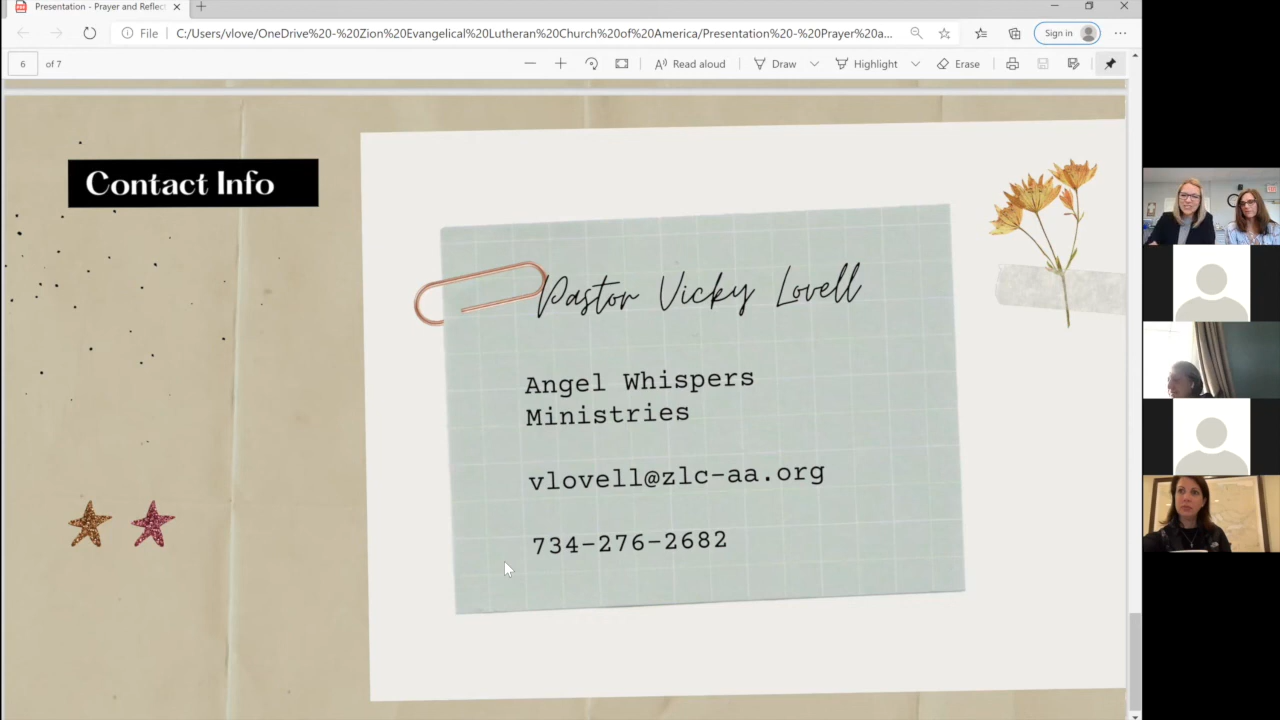 Presentation - Prayer and Reflec
File
C:/Users/vlove/OneDrive%20-%20Zion%20Evangelical%20Lutheran%20Church%20of%20America/Presentation%20-%20Prayer%20a...
Sign in
6 of 7
Read aloud
Draw
Highlight
Erase
Contact Info
Pastor Vicky Lovell
Angel Whispers
Ministries
vlovell@zlc-aa.org
734-276-2682